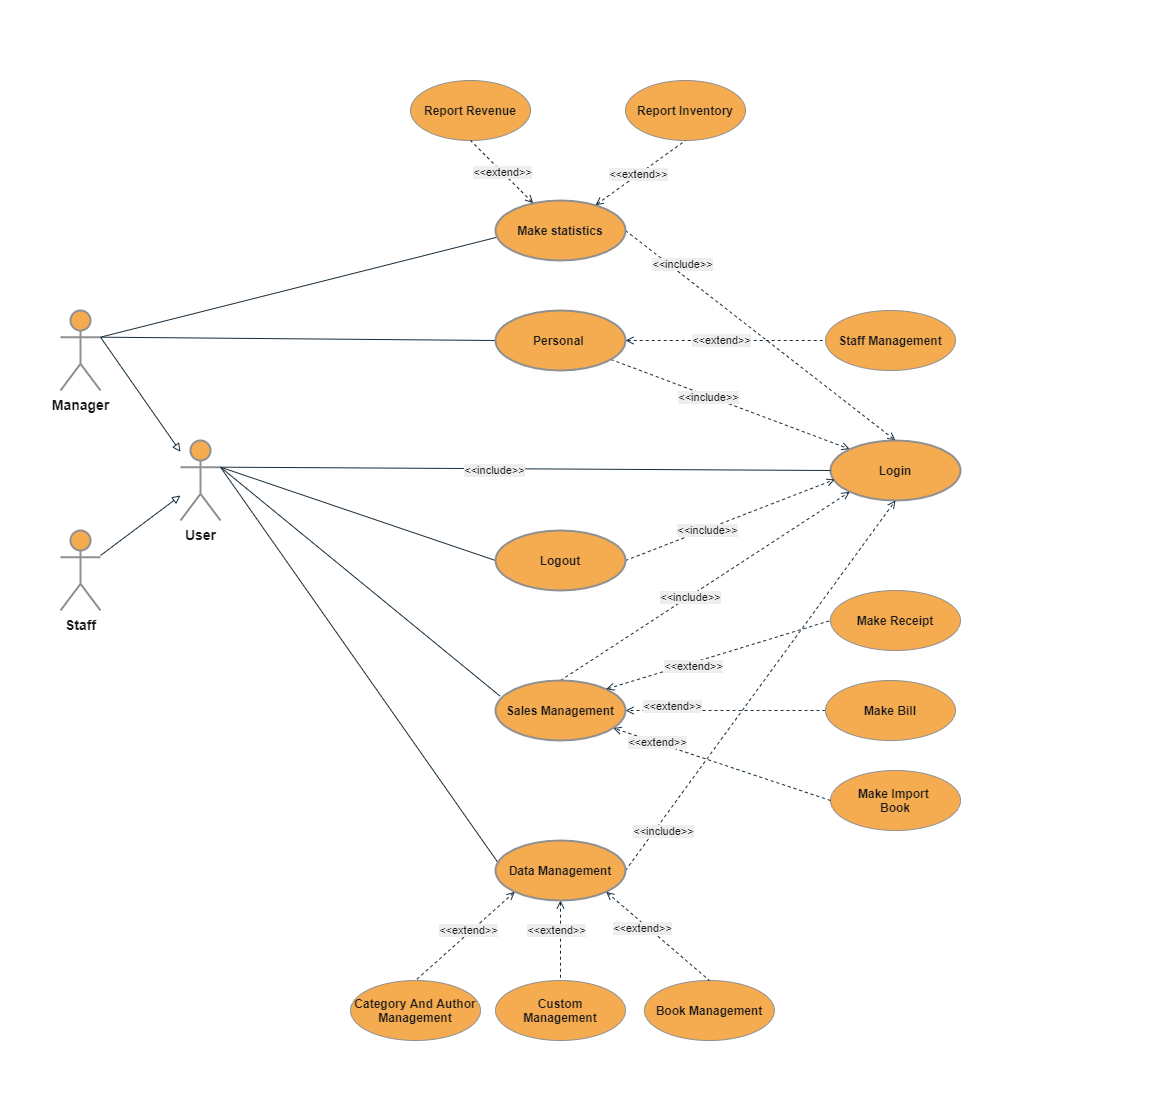 Report Revenue
Report Inventory
<<extend>>
<<extend>>
Make statistics
<<include>>
Manager
Personal
<<extend>>
Staff Management
<<include>>
User
<<include>>
Login
Staff
Logout
<<include>>
<<include>>
Make Receipt
<<extend>>
Sales Management
<<extend>>
Make Bill
<<extend>>
Make Import
Book
<<include>>
Data Management
<<extend>>
<<extend>>
<<extend>>
Category And Author
Management
Custom
Management
Book Management